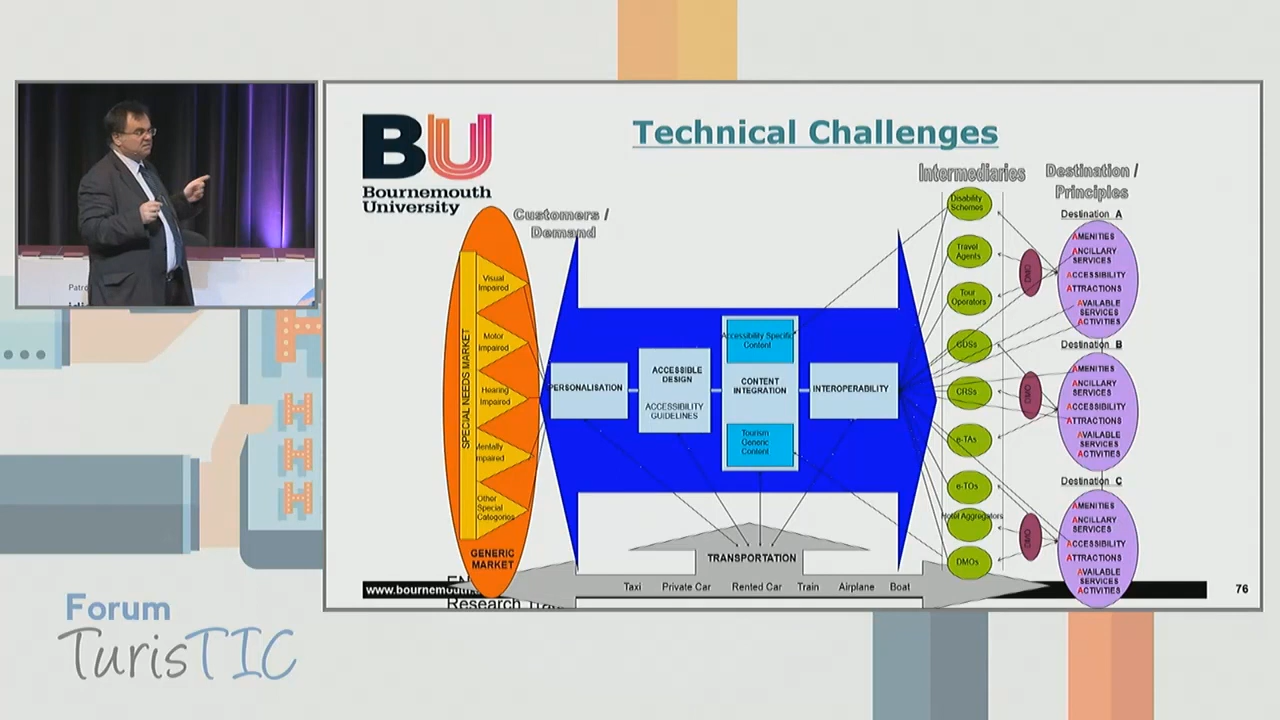 Technical Challenges
BU
Bournemouth
University
Customers /
Demand
Intermediaries
Destination /
Principles
SPECIAL NEEDS MARKET
Visual
Impaired
Motor
Impaired
Hearing
Impaired
Mentally
Impaired
Other
Special
Categories
GENERIC
MARKET
PERSONALISATION
ACCESSIBLE
DESIGN
ACCESSIBILITY
GUIDELINES
Accessibility Specific
Content
CONTENT
INTEGRATION
Tourism
Generic
Content
INTEROPERABILITY
TRANSPORTATION
Taxi Private Car Rented Car Train Airplane Boat
Disability
Schemes
Travel
Agents
Tour
Operators
GDSs
CRSs
e-TAs
e-TOs
Hotel Aggregators
DMOs
DMO
DMO
DMO
Destination A
AMENITIES
ANCILLARY
SERVICES
ACCESSIBILITY
ATTRACTIONS
AVAILABLE
SERVICES
ACTIVITIES
Destination B
AMENITIES
ANCILLARY
SERVICES
ACCESSIBILITY
ATTRACTIONS
AVAILABLE
SERVICES
ACTIVITIES
Destination C
AMENITIES
ANCILLARY
SERVICES
ACCESSIBILITY
ATTRACTIONS
AVAILABLE
SERVICES
ACTIVITIES
www.bournemouth.
Research
76
Forum
TurisTIC